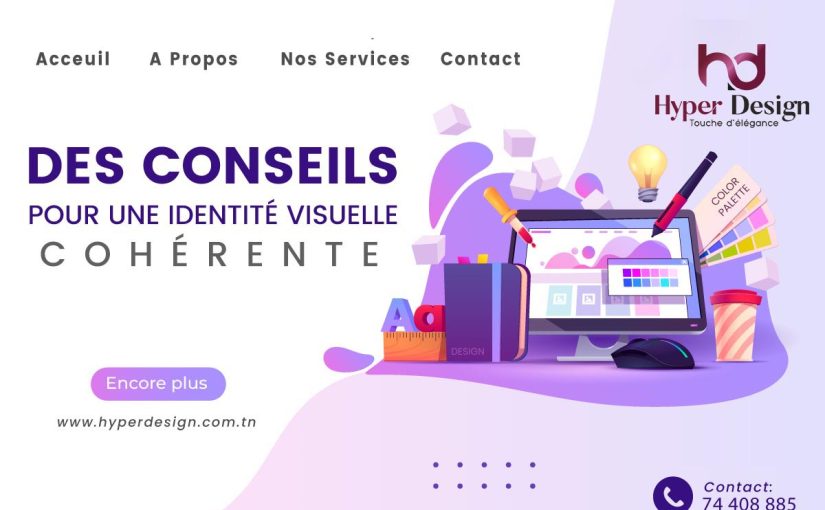 Acceuil A Propos Nos Services Contact
hd
Hyper Design
Touche d'élégance
DES CONSEILS
POUR UNE IDENTITÉ VISUELLE
COHÉRENTE
COLOR
PALETTE
Aa
DESIGN
Encore plus
www.hyperdesign.com.tn
Contact:
74 408 885